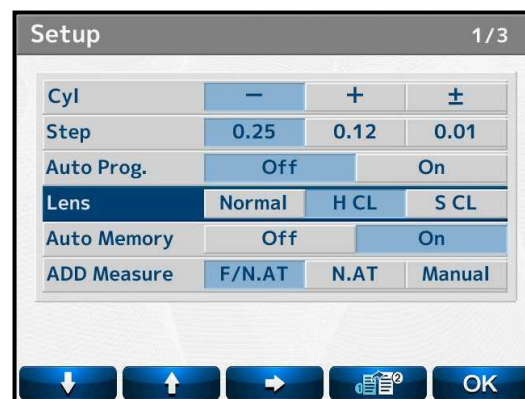 Setup 1/3
Cyl − + ±
Step 0.25 0.12 0.01
Auto Prog. Off On
Lens Normal H CL S CL
Auto Memory Off On
ADD Measure F/N.AT N.AT Manual
OK